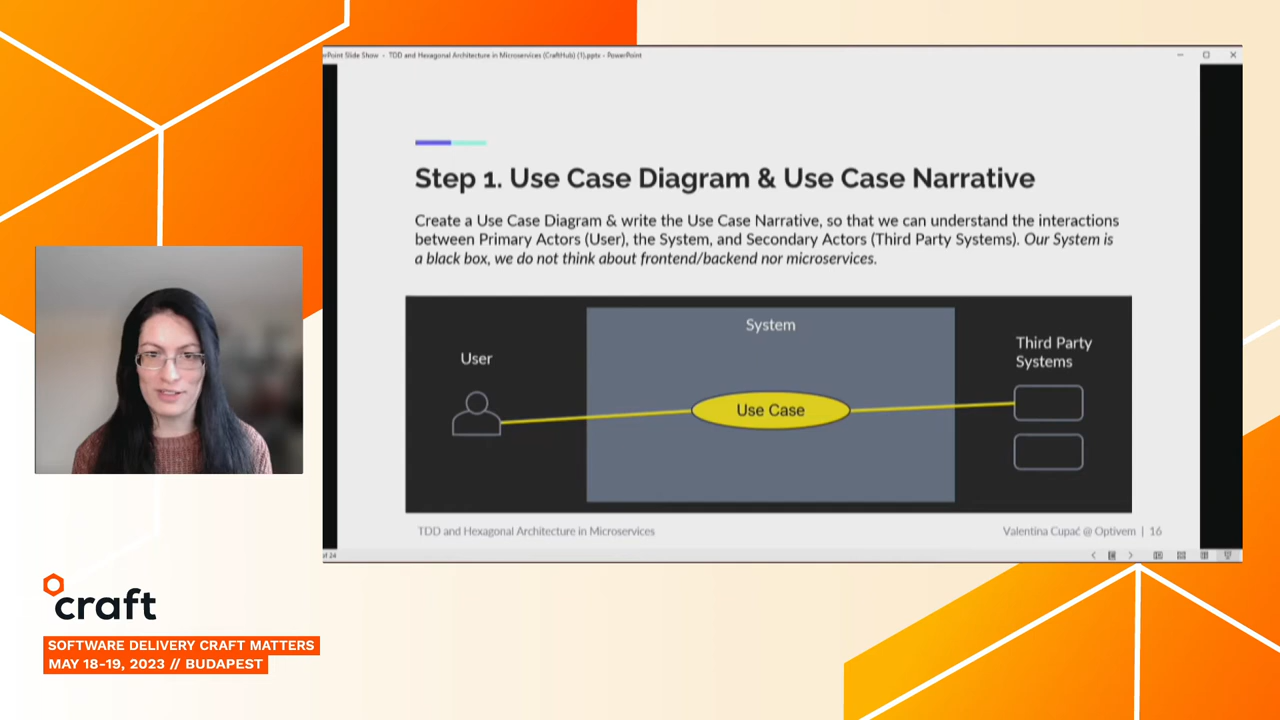 PowerPoint Slide Show - TDD and Hexagonal Architecture in Microservices (CraftHub) (1).pptx - PowerPoint
Step 1. Use Case Diagram & Use Case Narrative
Create a Use Case Diagram & write the Use Case Narrative, so that we can understand the interactions
between Primary Actors (User), the System, and Secondary Actors (Third Party Systems). Our System is
a black box, we do not think about frontend/backend nor microservices.
System
User
Third Party
Systems
Use Case
TDD and Hexagonal Architecture in Microservices
Valentina Cupać @ Optivem | 16
of 24
craft
SOFTWARE DELIVERY CRAFT MATTERS
MAY 18-19, 2023 // BUDAPEST